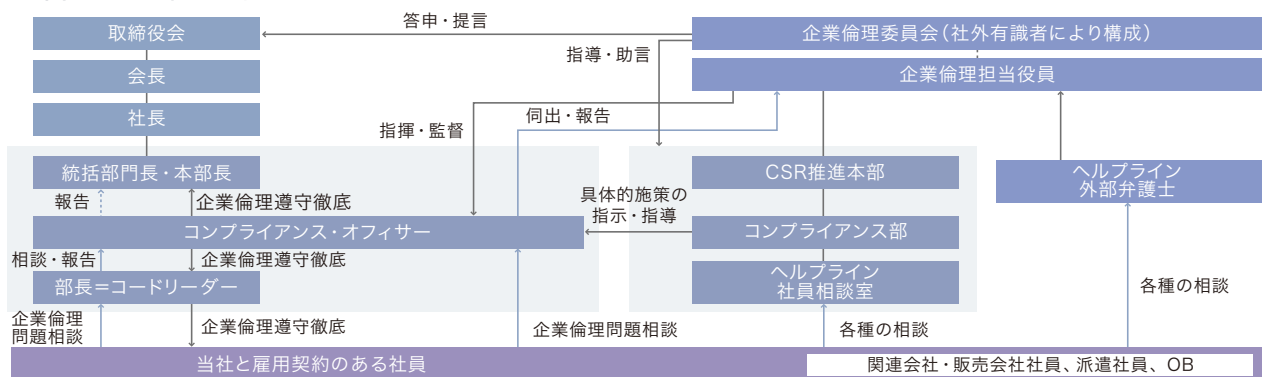 答申・提言
取締役会
企業倫理委員会(社外有識者により構成)
指導・助言
会長
企業倫理担当役員
社長
伺出・報告
指揮・監督
統括部門長・本部長
CSR推進本部
ヘルプライン
外部弁護士
報告
企業倫理遵守徹底
具体的施策の
指示・指導
コンプライアンス・オフィサー
コンプライアンス部
相談・報告
企業倫理遵守徹底
部長=コードリーダー
ヘルプライン
社員相談室
各種の相談
企業倫理
問題相談
企業倫理遵守徹底
企業倫理問題相談
各種の相談
当社と雇用契約のある社員
関連会社・販売会社社員、派遣社員、OB